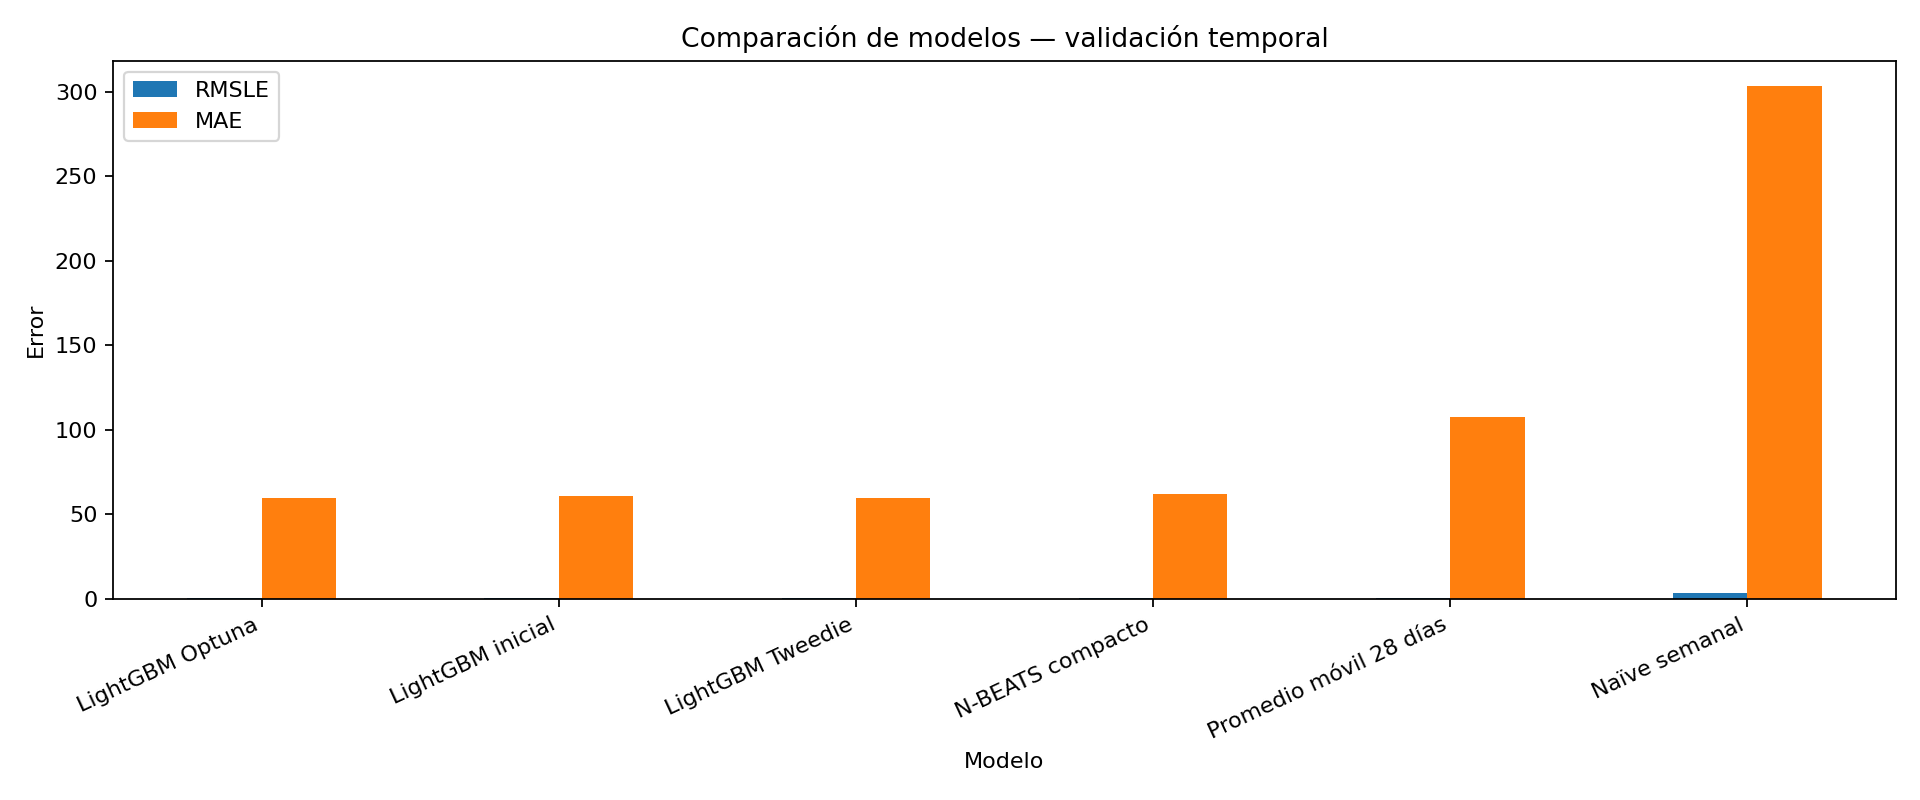 Comparación de modelos — validación temporal
RMSLE
MAE
Error
300
250
200
150
100
50
0
LightGBM Optuna
LightGBM inicial
LightGBM Tweedie
N-BEATS compacto
Promedio móvil 28 días
Naïve semanal
Modelo